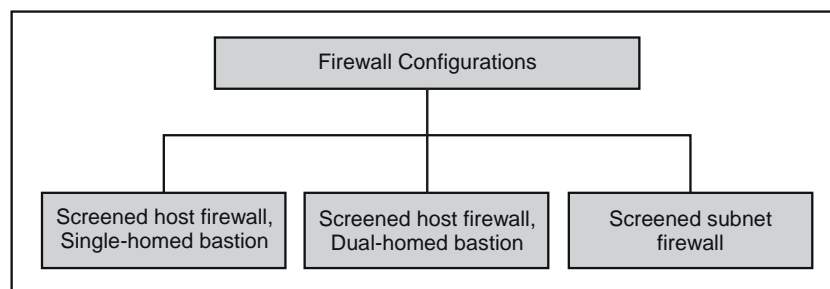 Firewall Configurations
Screened host firewall,
Single-homed bastion
Screened host firewall,
Dual-homed bastion
Screened subnet
firewall